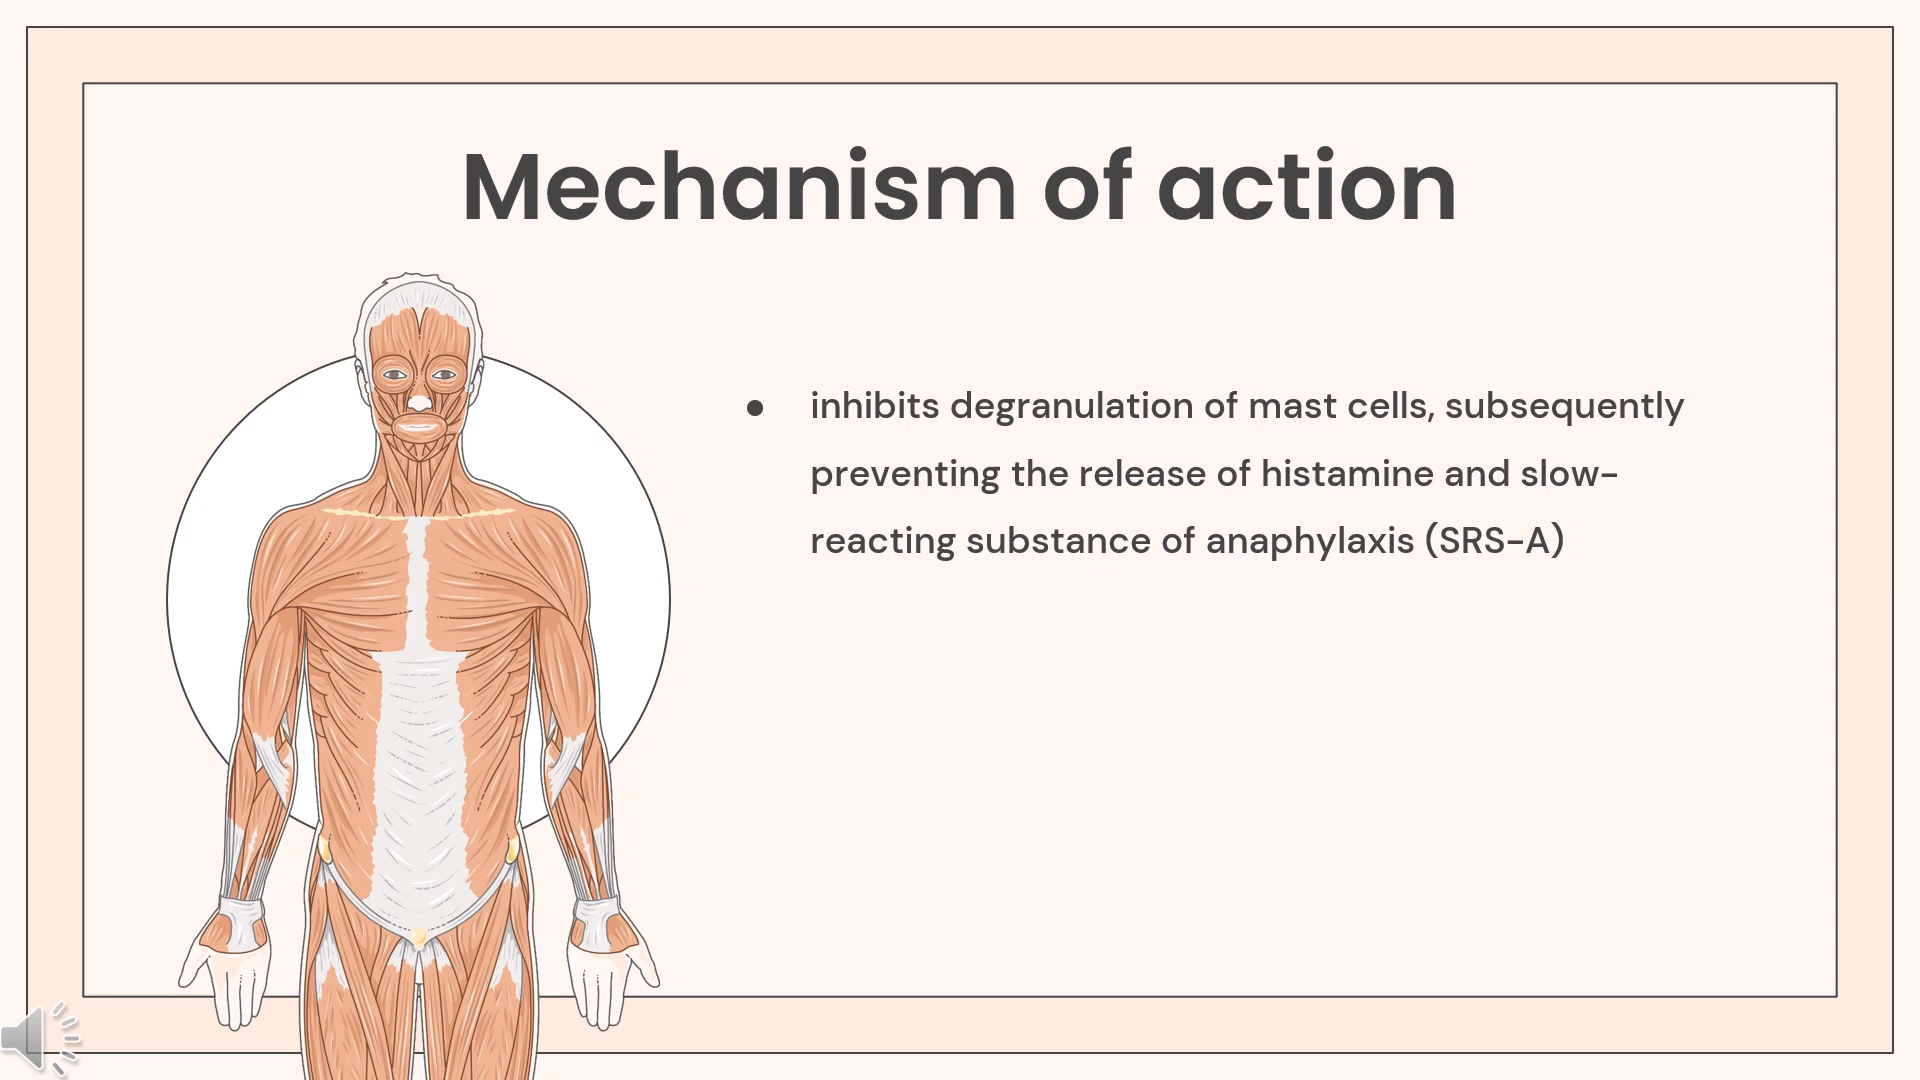 Mechanism of action
● inhibits degranulation of mast cells, subsequently
preventing the release of histamine and slow-
reacting substance of anaphylaxis (SRS-A)